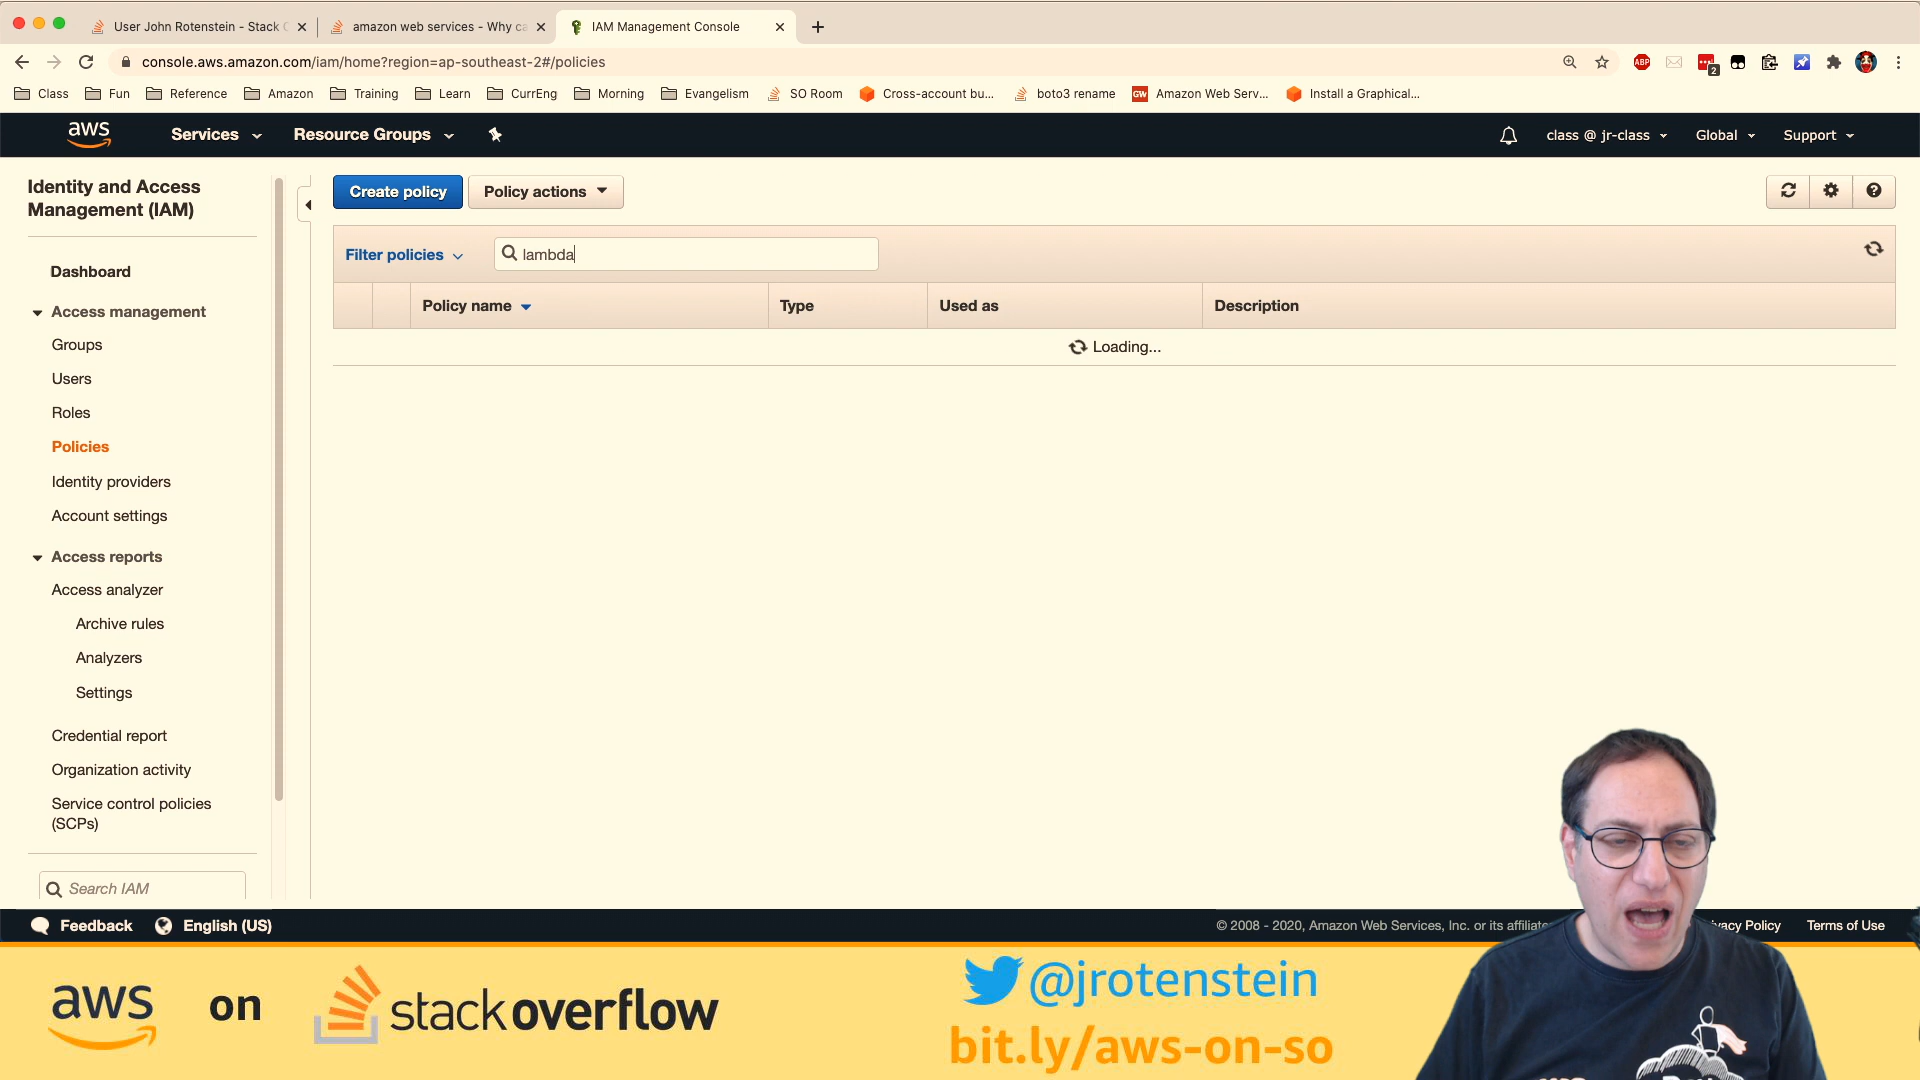 User John Rotenstein - Stack
amazon web services - Why ca
IAM Management Console
console.aws.amazon.com/iam/home?region=ap-southeast-2#/policies
ABP
2
Class
Fun
Reference
Amazon
Training
Learn
CurrEng
Morning
Evangelism
SO Room
Cross-account bu...
boto3 rename
GW
Amazon Web Serv...
Install a Graphical...
aws
Services
Resource Groups
class @ jr-class
Global
Support
Identity and Access
Management (IAM)
Dashboard
Access management
Groups
Users
Roles
Policies
Identity providers
Account settings
Access reports
Access analyzer
Archive rules
Analyzers
Settings
Credential report
Organization activity
Service control policies
(SCPs)
Search IAM
Create policy
Policy actions
Filter policies
lambda
Policy name
Type
Used as
Description
Loading...
Feedback
English (US)
© 2008 - 2020, Amazon Web Services, Inc. or its affiliate
vacy Policy
Terms of Use
aws on stackoverflow
@jrotenstein
bit.ly/aws-on-so